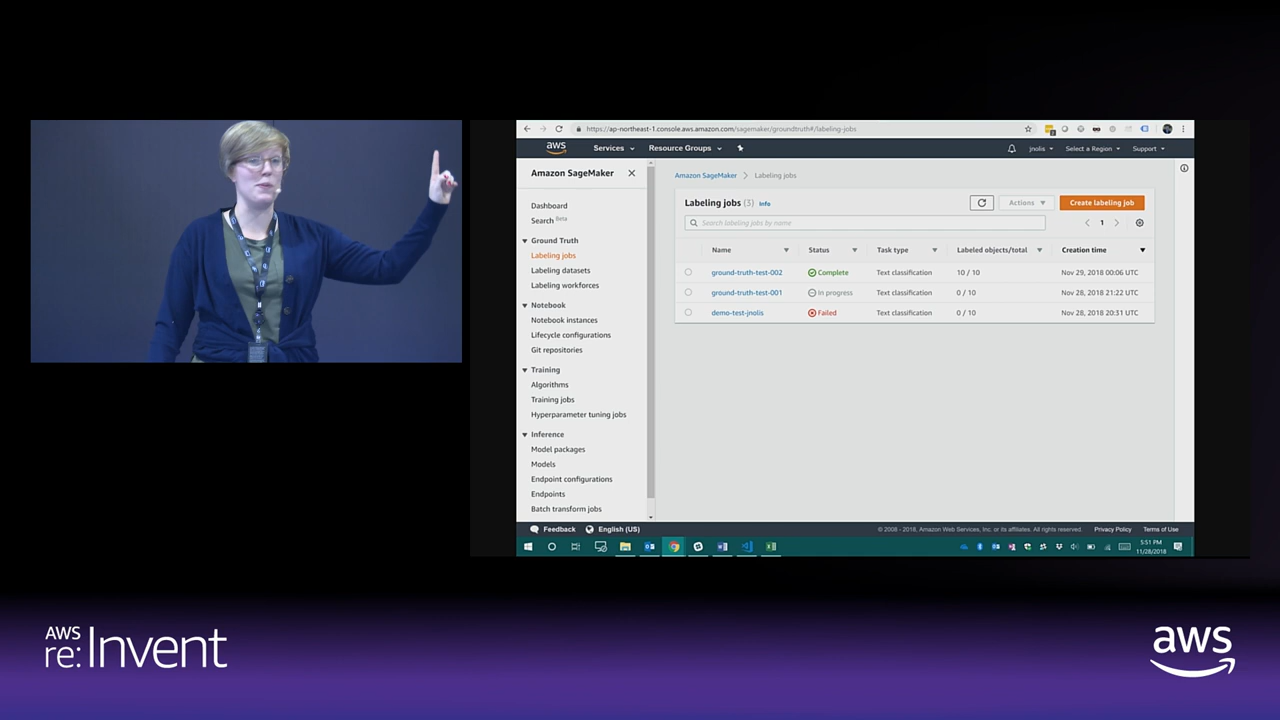 https://ap-northeast-1.console.aws.amazon.com/sagemaker/groundtruth#/labeling-jobs
aws Services Resource Groups jnolis Select a Region Support
Amazon SageMaker
Dashboard
Search Beta
Ground Truth
Labeling jobs
Labeling datasets
Labeling workforces
Notebook
Notebook instances
Lifecycle configurations
Git repositories
Training
Algorithms
Training jobs
Hyperparameter tuning jobs
Inference
Model packages
Models
Endpoint configurations
Endpoints
Batch transform jobs
Amazon SageMaker > Labeling jobs
Labeling jobs (3) Info Actions Create labeling job
Search labeling jobs by name 1
Name Status Task type Labeled objects/total Creation time
ground-truth-test-002 Complete Text classification 10 / 10 Nov 29, 2018 00:06 UTC
ground-truth-test-001 In progress Text classification 0 / 10 Nov 28, 2018 21:22 UTC
demo-test-jnolis Failed Text classification 0 / 10 Nov 28, 2018 20:31 UTC
Feedback English (US) © 2008 - 2018, Amazon Web Services, Inc. or its affiliates. All rights reserved. Privacy Policy Terms of Use
5:51 PM
11/28/2018
AWS
re:Invent
aws